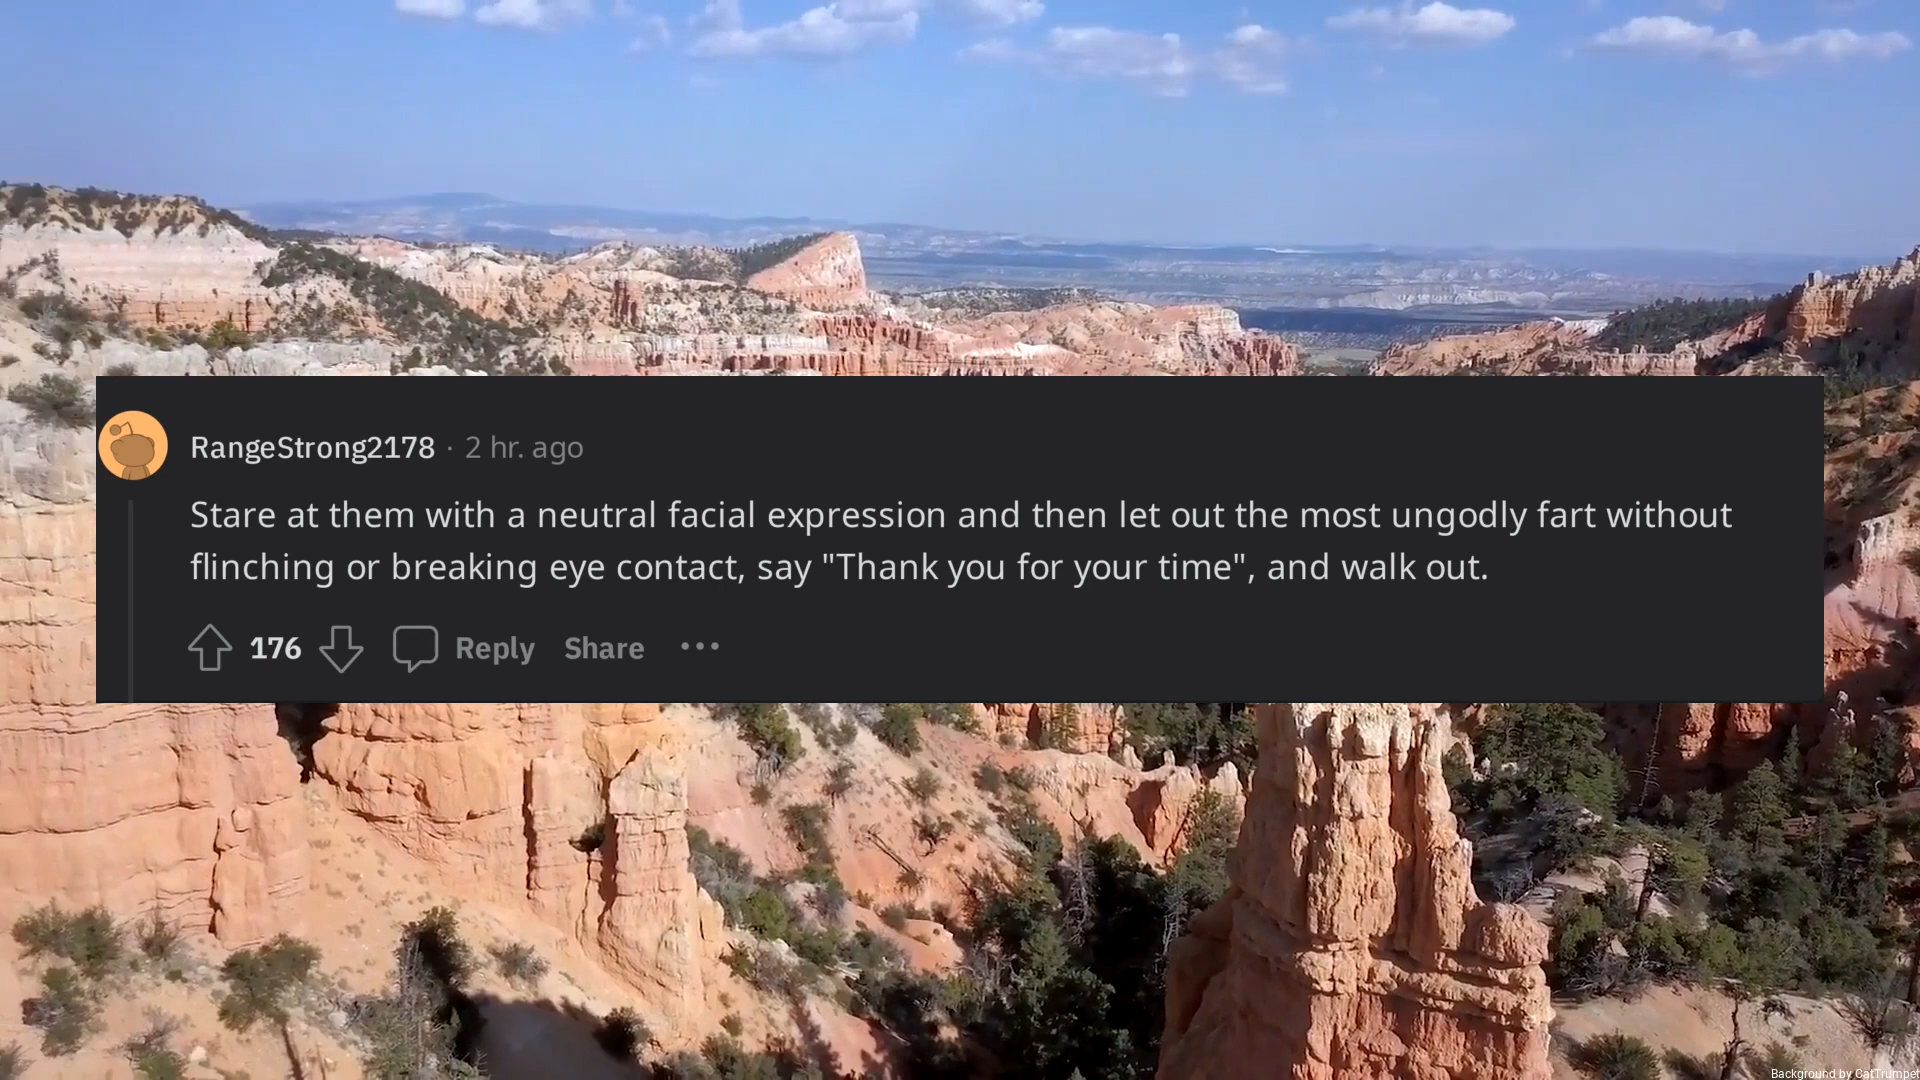 RangeStrong2178 · 2 hr. ago
Stare at them with a neutral facial expression and then let out the most ungodly fart without
flinching or breaking eye contact, say "Thank you for your time", and walk out.
176 Reply Share •••
Background by CatTrumpet